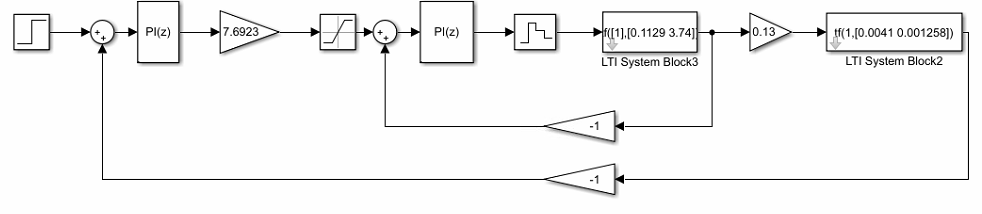 PI(z)
7.6923
PI(z)
f([1],[0.1129 3.74]
0.13
tf(1,[0.0041 0.001258])
LTI System Block3
LTI System Block2
-1
-1